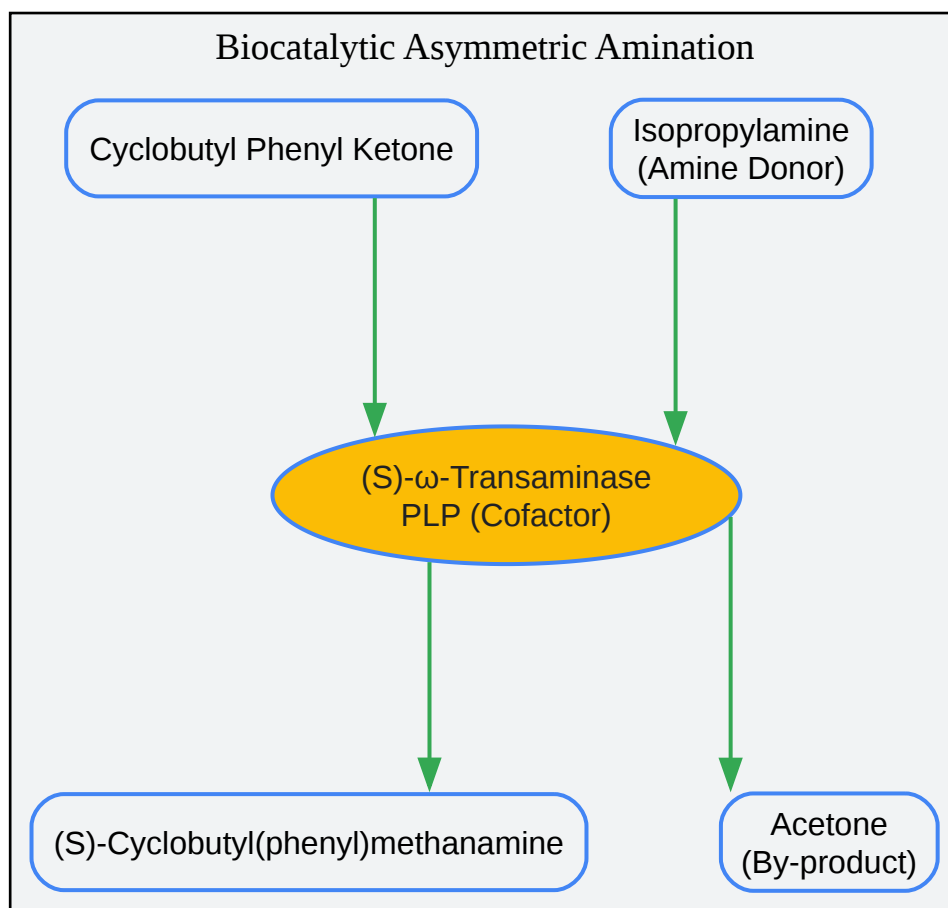 Biocatalytic Asymmetric Amination
Cyclobutyl Phenyl Ketone
Isopropylamine
(Amine Donor)
(S)-ω-Transaminase
PLP (Cofactor)
(S)-Cyclobutyl(phenyl)methanamine
Acetone
(By-product)